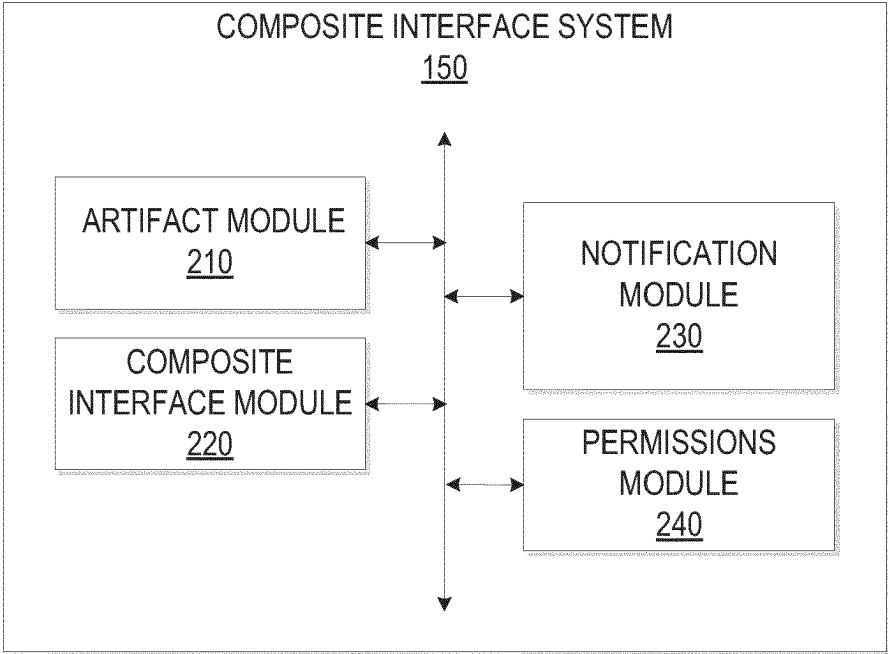 COMPOSITE INTERFACE SYSTEM
150
ARTIFACT MODULE
210
COMPOSITE
INTERFACE MODULE
220
NOTIFICATION
MODULE
230
PERMISSIONS
MODULE
240